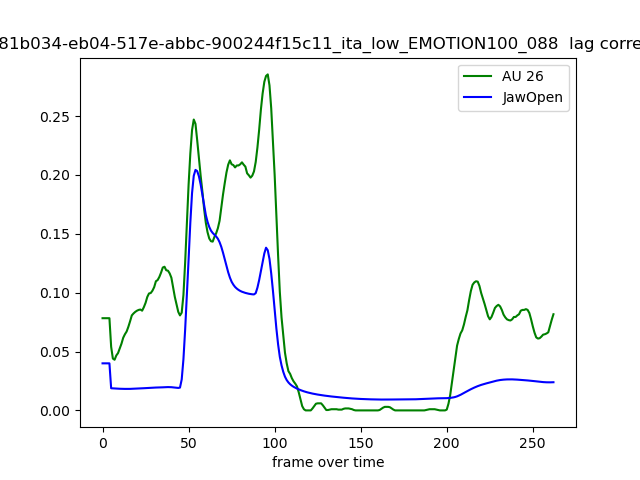 81b034-eb04-517e-abbc-900244f15c11_ita_low_EMOTION100_088 lag corre
AU 26
JawOpen
0.25
0.20
0.15
0.10
0.05
0.00
0 50 100 150 200 250
frame over time